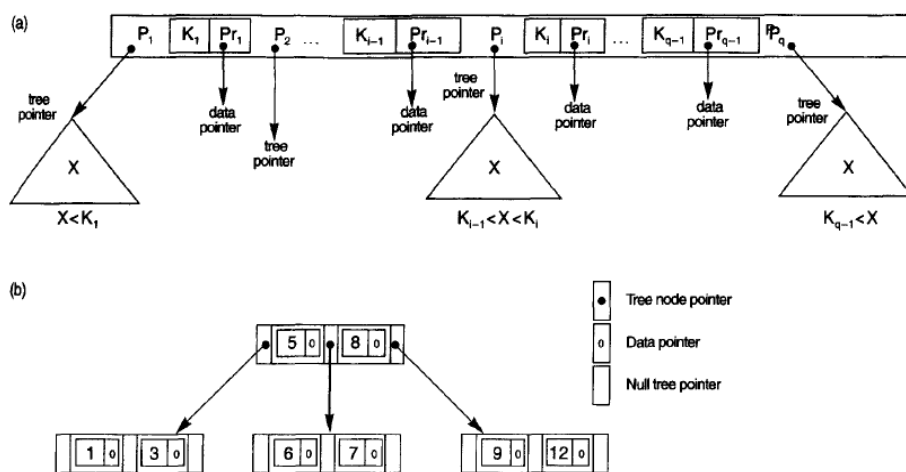 (a)
P1 K1 Pr1 P2 ... Ki−1 Pri−1 Pi Ki Pri ... Kq−1 Prq−1 Pq
tree pointer
data pointer
tree pointer
data pointer
tree pointer
data pointer
data pointer
tree pointer
X X X
X<K1 Ki−1<X<Ki Kq−1<X
(b)
Tree node pointer
5 o 8 o
o Data pointer
Null tree pointer
1 o 3 o 6 o 7 o 9 o 12 o